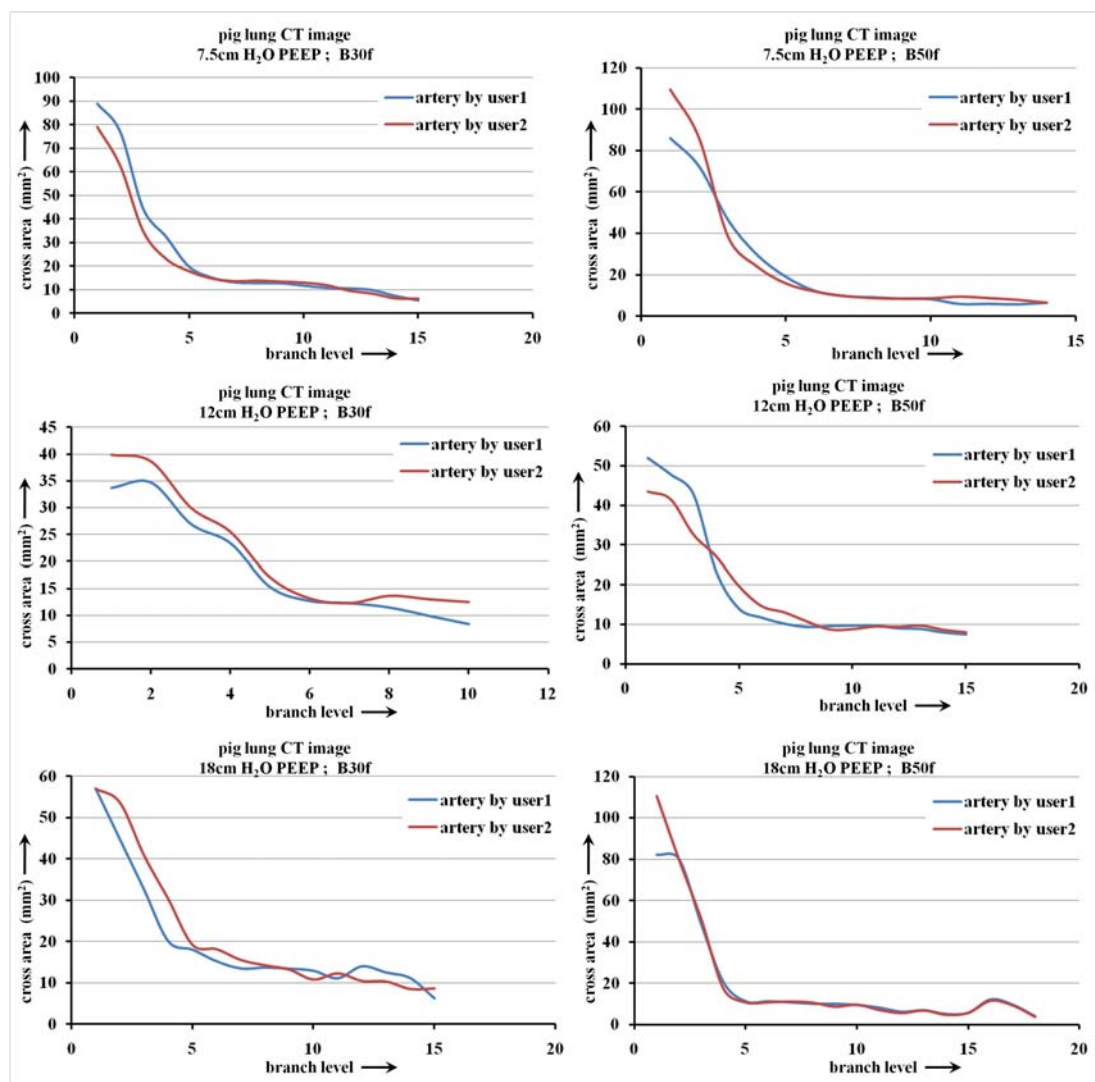 pig lung CT image
7.5cm H₂O PEEP ; B30f
100
90
80
70
60
50
40
30
20
10
0
cross area (mm²)
artery by user1
artery by user2
0 5 10 15 20
branch level
pig lung CT image
7.5cm H₂O PEEP ; B50f
120
100
80
60
40
20
0
cross area (mm²)
artery by user1
artery by user2
0 5 10 15
branch level
pig lung CT image
12cm H₂O PEEP ; B30f
45
40
35
30
25
20
15
10
5
0
cross area (mm²)
artery by user1
artery by user2
0 2 4 6 8 10 12
branch level
pig lung CT image
12cm H₂O PEEP ; B50f
60
50
40
30
20
10
0
cross area (mm²)
artery by user1
artery by user2
0 5 10 15 20
branch level
pig lung CT image
18cm H₂O PEEP ; B30f
60
50
40
30
20
10
0
cross area (mm²)
artery by user1
artery by user2
0 5 10 15 20
branch level
pig lung CT image
18cm H₂O PEEP ; B50f
120
100
80
60
40
20
0
cross area (mm²)
artery by user1
artery by user2
0 5 10 15 20
branch level